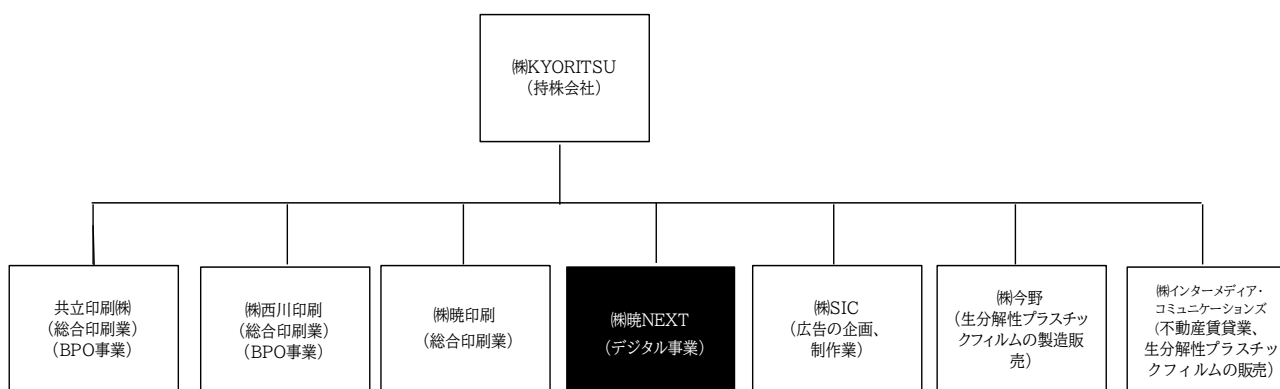 ㈱KYORITSU
（持株会社）
共立印刷㈱
（総合印刷業）
（BPO事業）
㈱西川印刷
（総合印刷業）
（BPO事業）
㈱暁印刷
（総合印刷業）
㈱暁NEXT
（デジタル事業）
㈱SIC
（広告の企画、
制作業）
㈱今野
（生分解性プラスチッ
クフィルムの製造販
売）
㈱インターメディア・
コミュニケーションズ
（不動産賃貸業、
生分解性プラスチッ
クフィルムの販売）